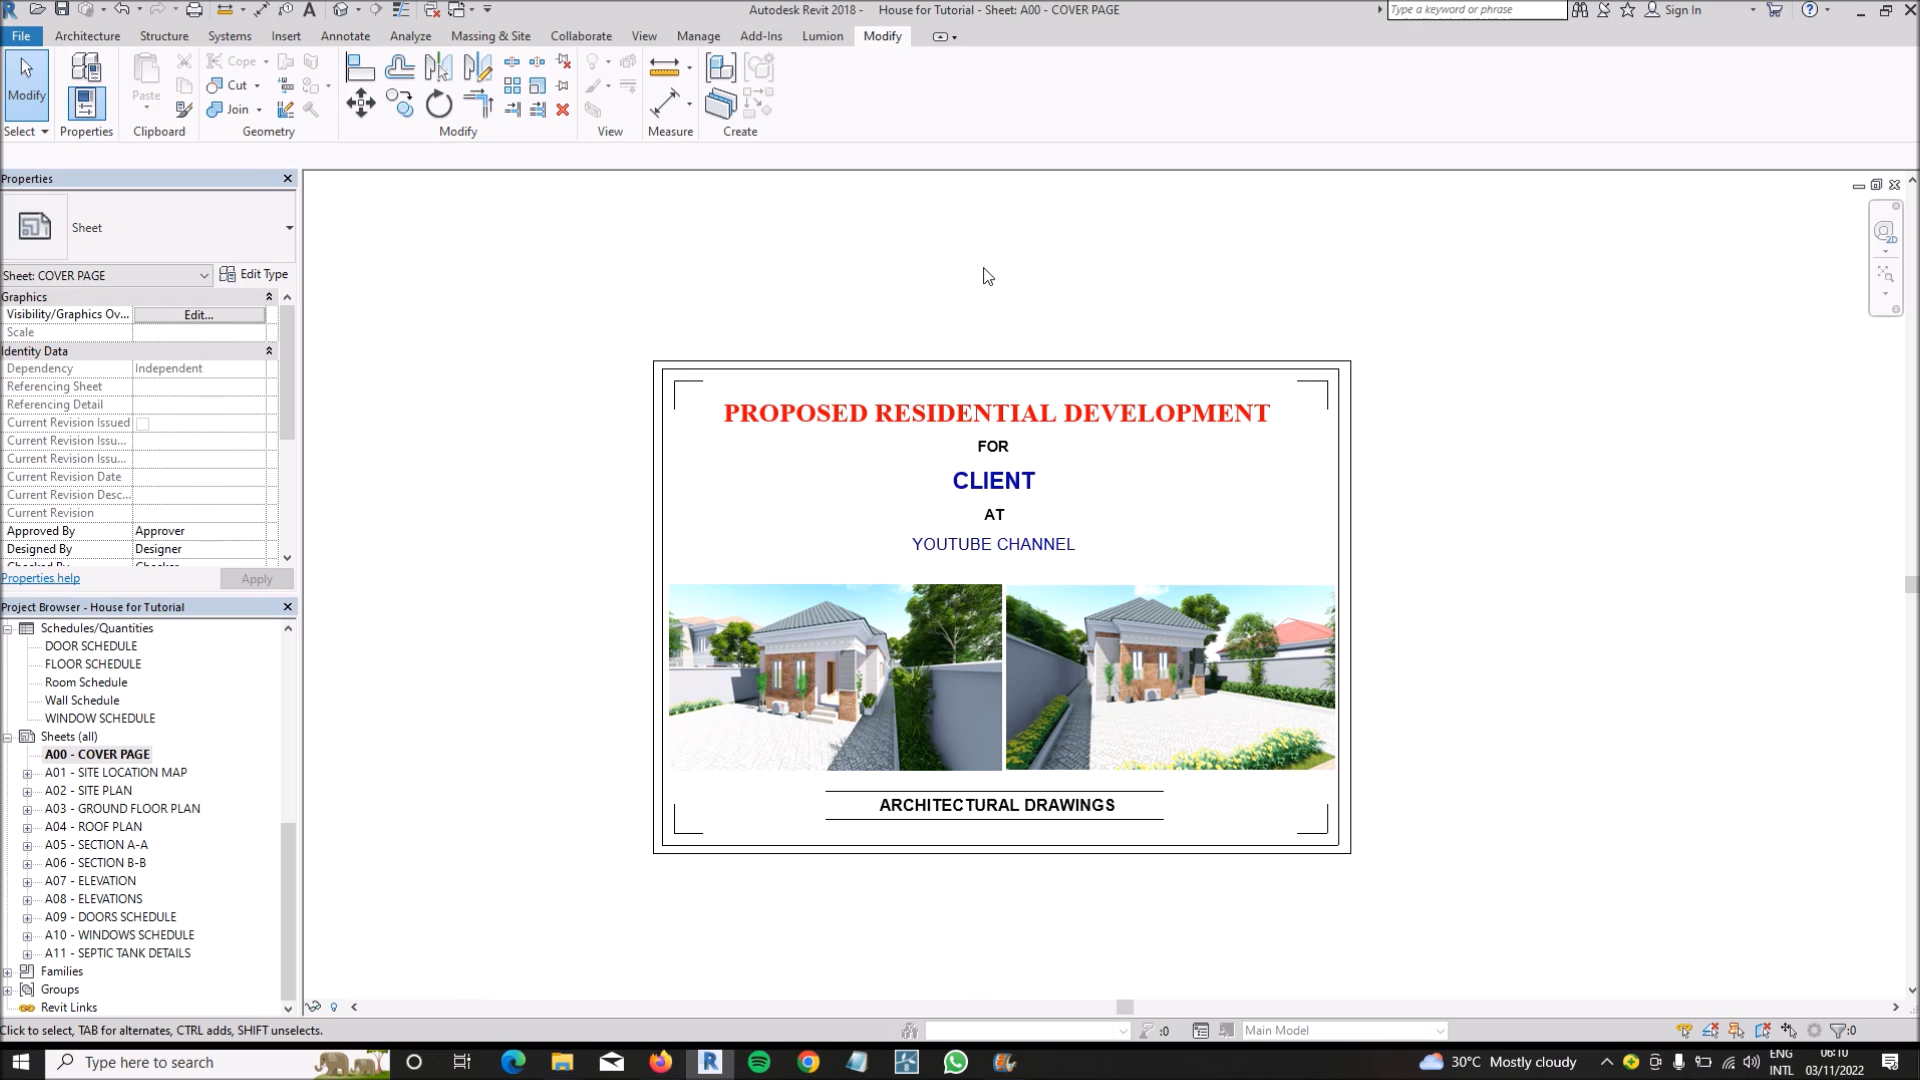 Autodesk Revit 2018 - House for Tutorial - Sheet: A00 - COVER PAGE
Type a keyword or phrase
Sign In
File Architecture Structure Systems Insert Annotate Analyze Massing & Site Collaborate View Manage Add-Ins Lumion Modify
Modify
Paste
Cope
Cut
Join
Select Properties Clipboard Geometry Modify View Measure Create
Properties
Sheet
Sheet: COVER PAGE
Edit Type
Graphics
Visibility/Graphics Ov... Edit...
Scale
Identity Data
Dependency Independent
Referencing Sheet
Referencing Detail
Current Revision Issued
Current Revision Issu...
Current Revision Issu...
Current Revision Date
Current Revision Desc...
Current Revision
Approved By Approver
Designed By Designer
Properties help
Apply
Project Browser - House for Tutorial
Schedules/Quantities
DOOR SCHEDULE
FLOOR SCHEDULE
Room Schedule
Wall Schedule
WINDOW SCHEDULE
Sheets (all)
A00 - COVER PAGE
A01 - SITE LOCATION MAP
A02 - SITE PLAN
A03 - GROUND FLOOR PLAN
A04 - ROOF PLAN
A05 - SECTION A-A
A06 - SECTION B-B
A07 - ELEVATION
A08 - ELEVATIONS
A09 - DOORS SCHEDULE
A10 - WINDOWS SCHEDULE
A11 - SEPTIC TANK DETAILS
Families
Groups
Revit Links
PROPOSED RESIDENTIAL DEVELOPMENT
FOR
CLIENT
AT
YOUTUBE CHANNEL
ARCHITECTURAL DRAWINGS
2D
Click to select, TAB for alternates, CTRL adds, SHIFT unselects.
:0
Main Model
:0
Type here to search
30°C Mostly cloudy
ENG
INTL
06:10
03/11/2022